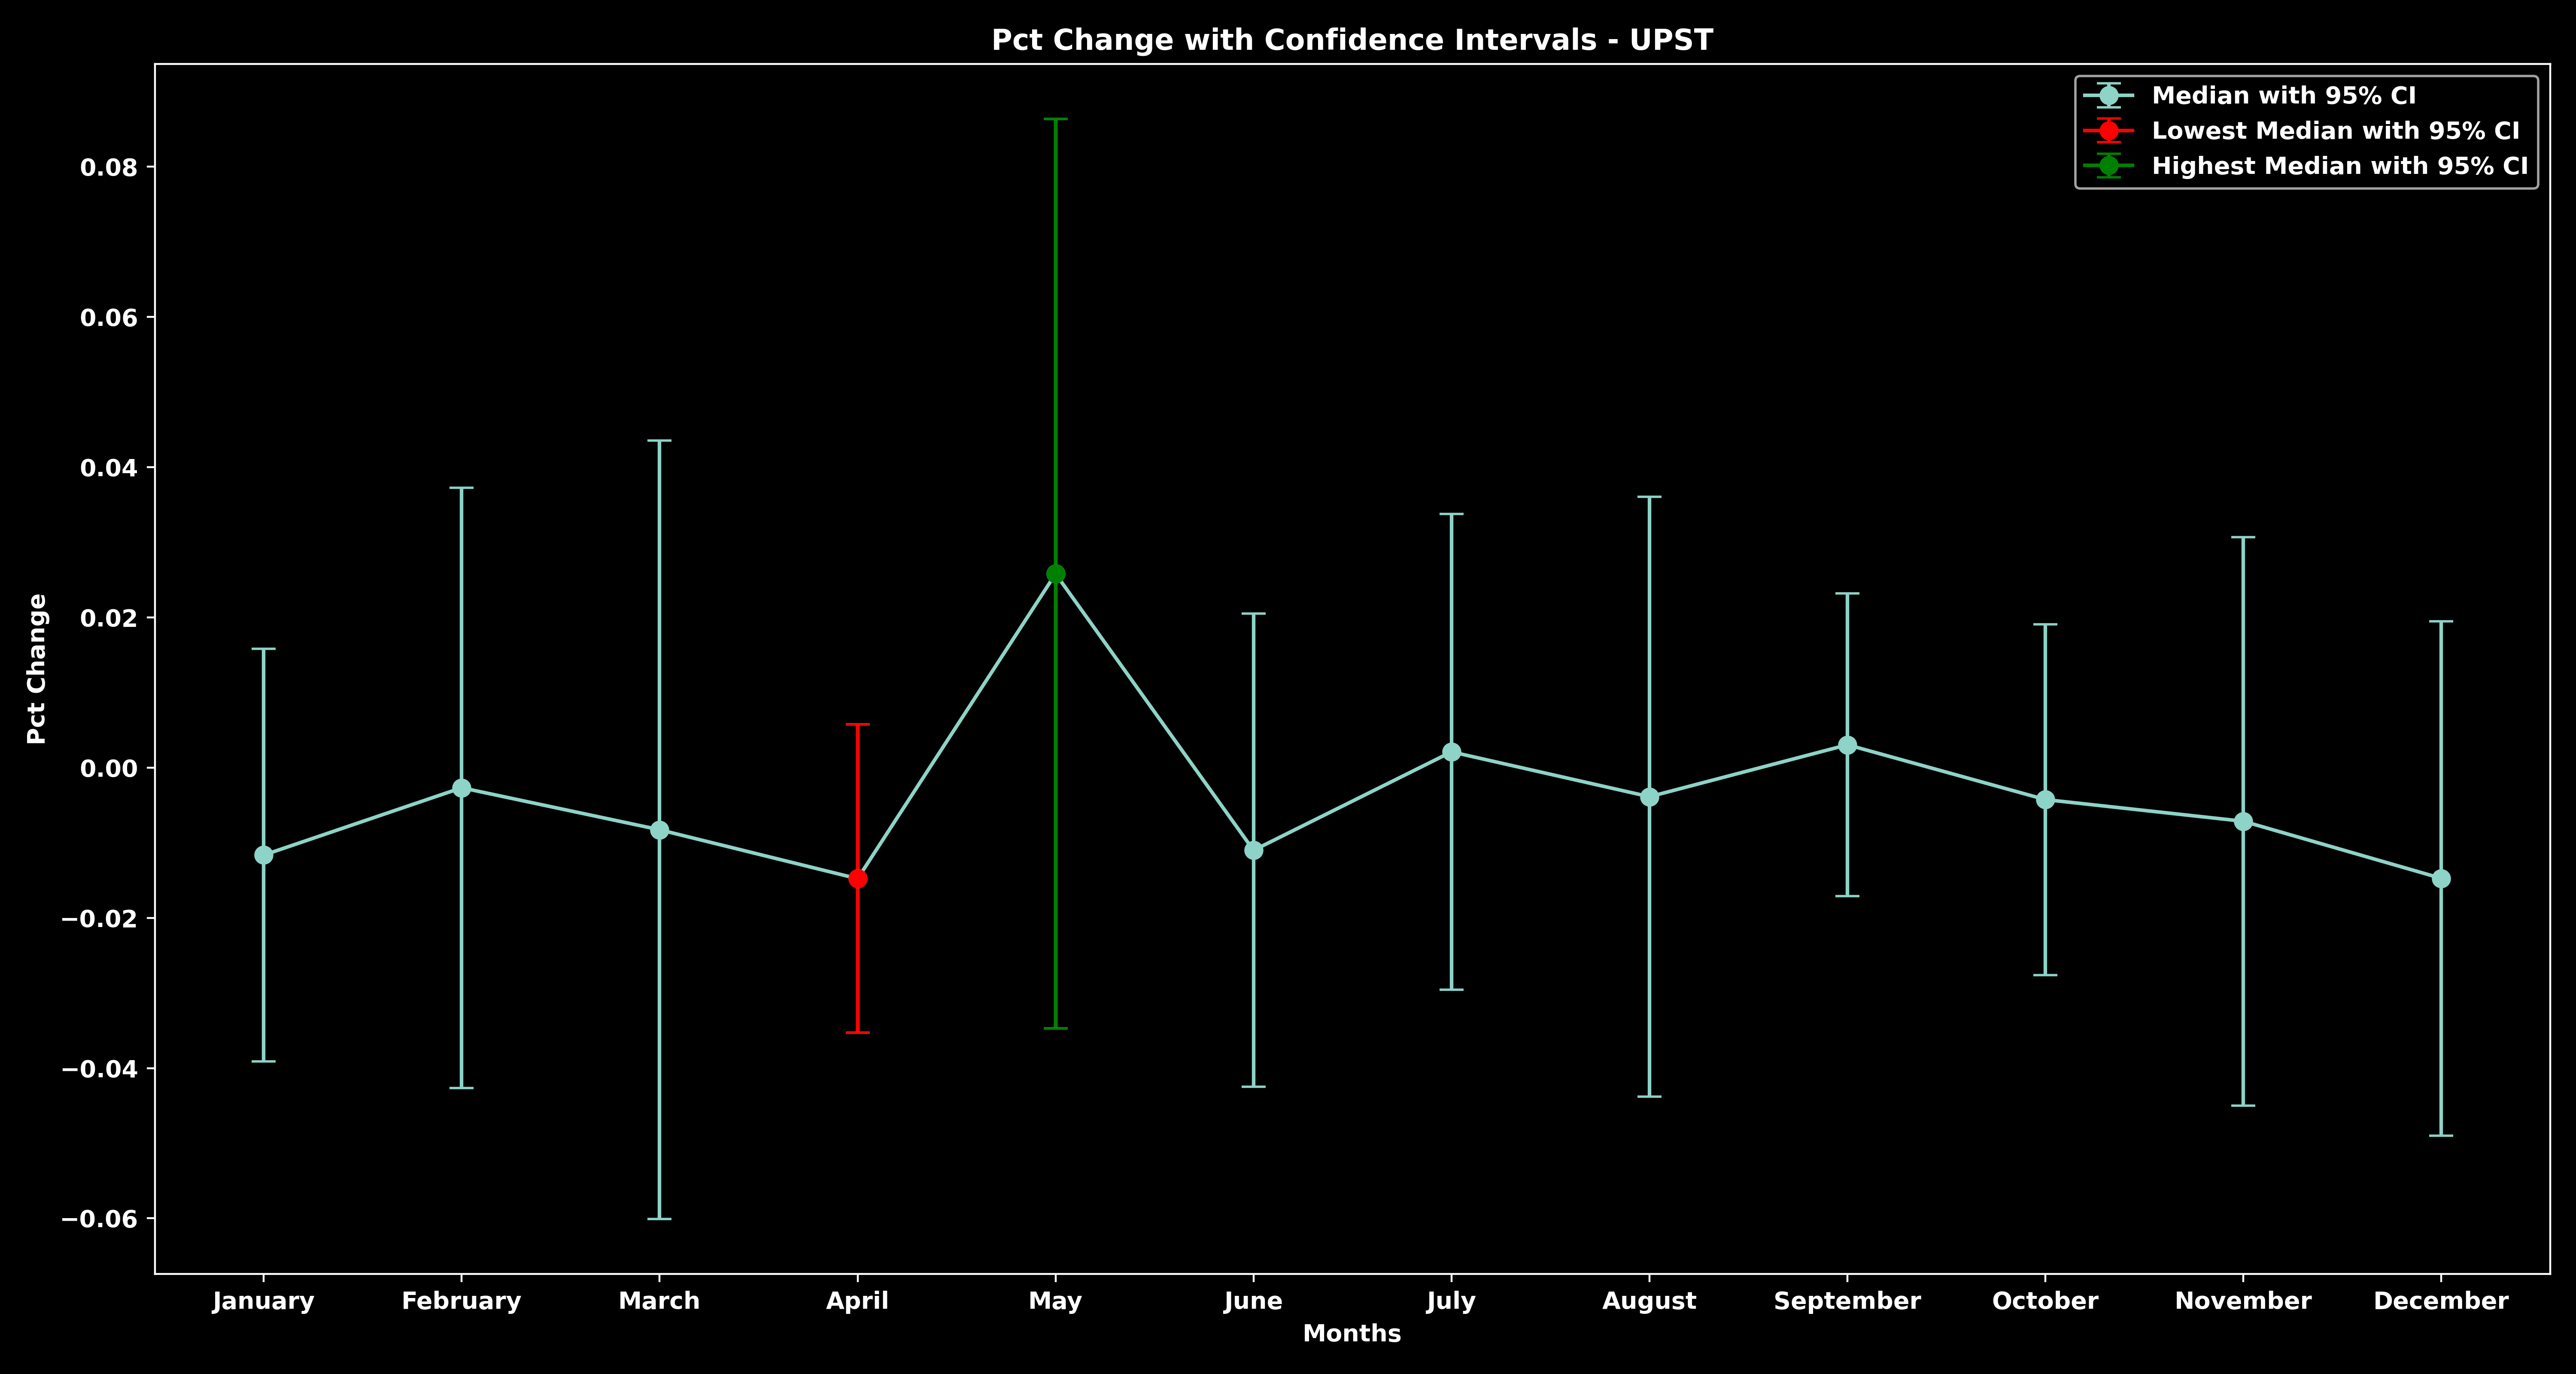 Pct Change with Confidence Intervals - UPST
Median with 95% CI
Lowest Median with 95% CI
Highest Median with 95% CI
Pct Change
0.08
0.06
0.04
0.02
0.00
−0.02
−0.04
−0.06
January February March April May June July August September October November December
Months